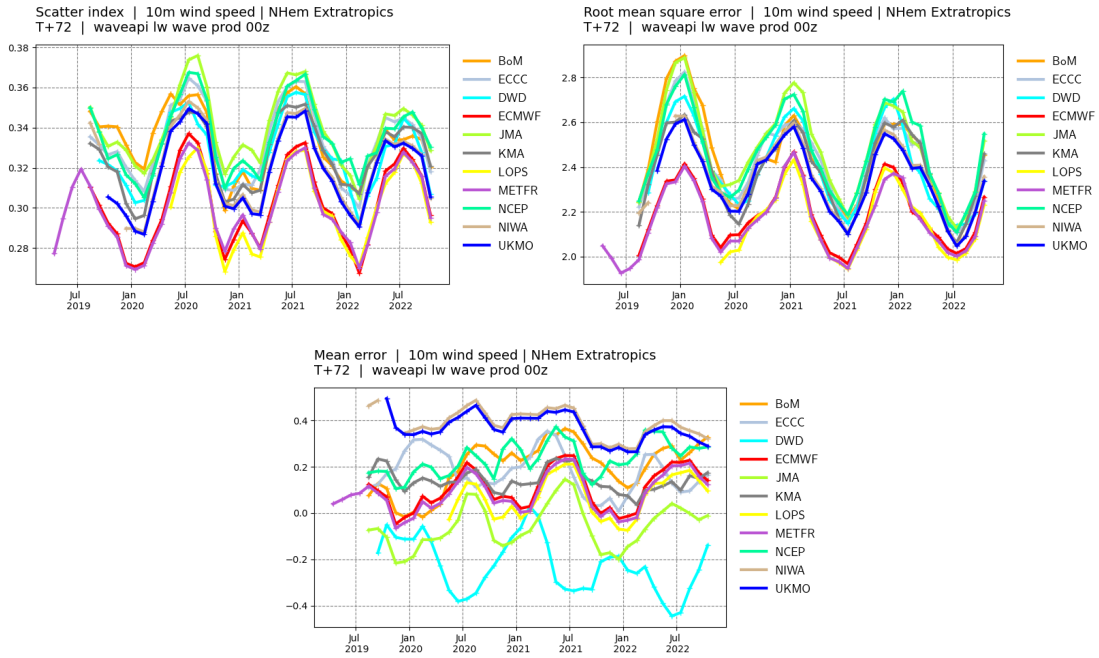 Scatter index | 10m wind speed | NHem Extratropics
T+72 | waveapi lw wave prod 00z
0.38
0.36
0.34
0.32
0.30
0.28
Jul
2019
Jan
2020
Jul
2020
Jan
2021
Jul
2021
Jan
2022
Jul
2022
BoM
ECCC
DWD
ECMWF
JMA
KMA
LOPS
METFR
NCEP
NIWA
UKMO
Root mean square error | 10m wind speed | NHem Extratropics
T+72 | waveapi lw wave prod 00z
2.8
2.6
2.4
2.2
2.0
Jul
2019
Jan
2020
Jul
2020
Jan
2021
Jul
2021
Jan
2022
Jul
2022
BoM
ECCC
DWD
ECMWF
JMA
KMA
LOPS
METFR
NCEP
NIWA
UKMO
Mean error | 10m wind speed | NHem Extratropics
T+72 | waveapi lw wave prod 00z
0.4
0.2
0.0
−0.2
−0.4
Jul
2019
Jan
2020
Jul
2020
Jan
2021
Jul
2021
Jan
2022
Jul
2022
BoM
ECCC
DWD
ECMWF
JMA
KMA
LOPS
METFR
NCEP
NIWA
UKMO